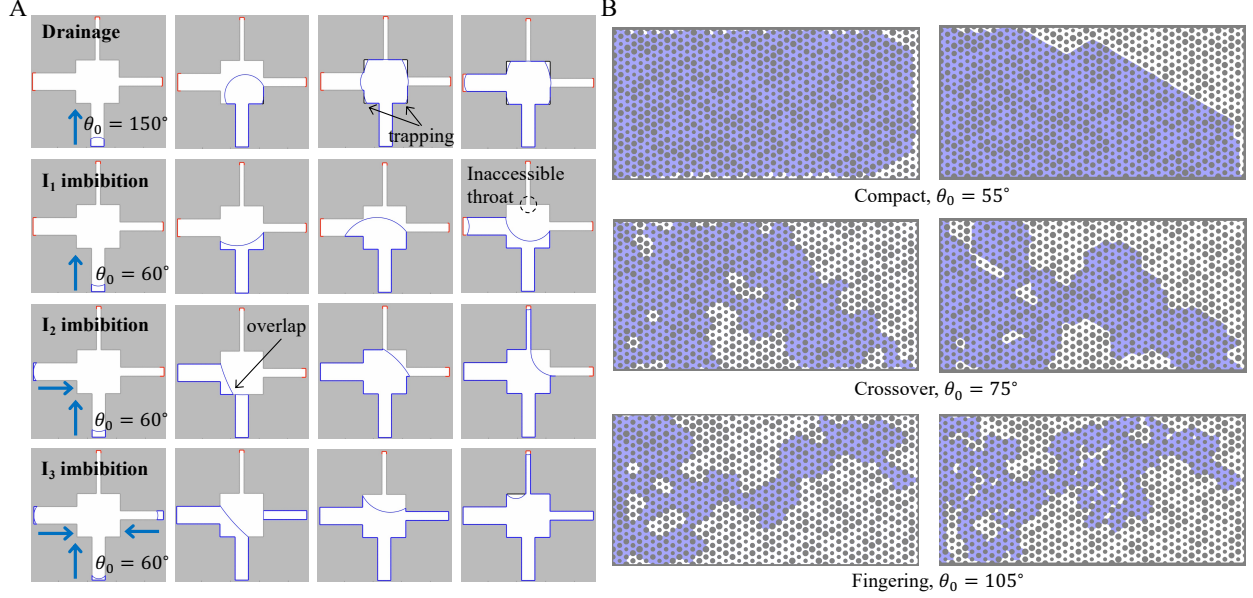 A
Drainage
θ₀ = 150°
trapping
I₁ imbibition
θ₀ = 60°
Inaccessible
throat
I₂ imbibition
θ₀ = 60°
overlap
I₃ imbibition
θ₀ = 60°
B
Compact, θ₀ = 55°
Crossover, θ₀ = 75°
Fingering, θ₀ = 105°